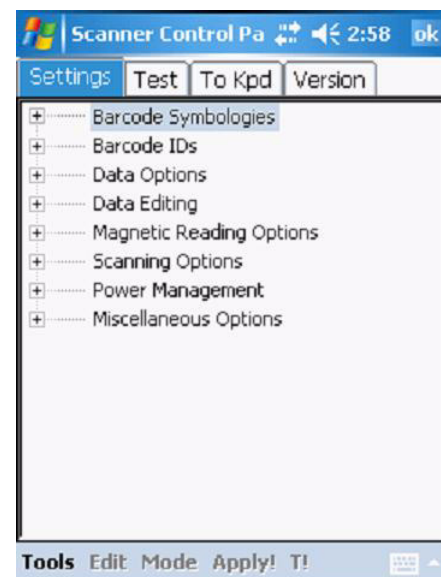 Scanner Control Pa 2:58 ok
Settings Test To Kpd Version
Barcode Symbologies
Barcode IDs
Data Options
Data Editing
Magnetic Reading Options
Scanning Options
Power Management
Miscellaneous Options
Tools Edit Mode Apply! T!